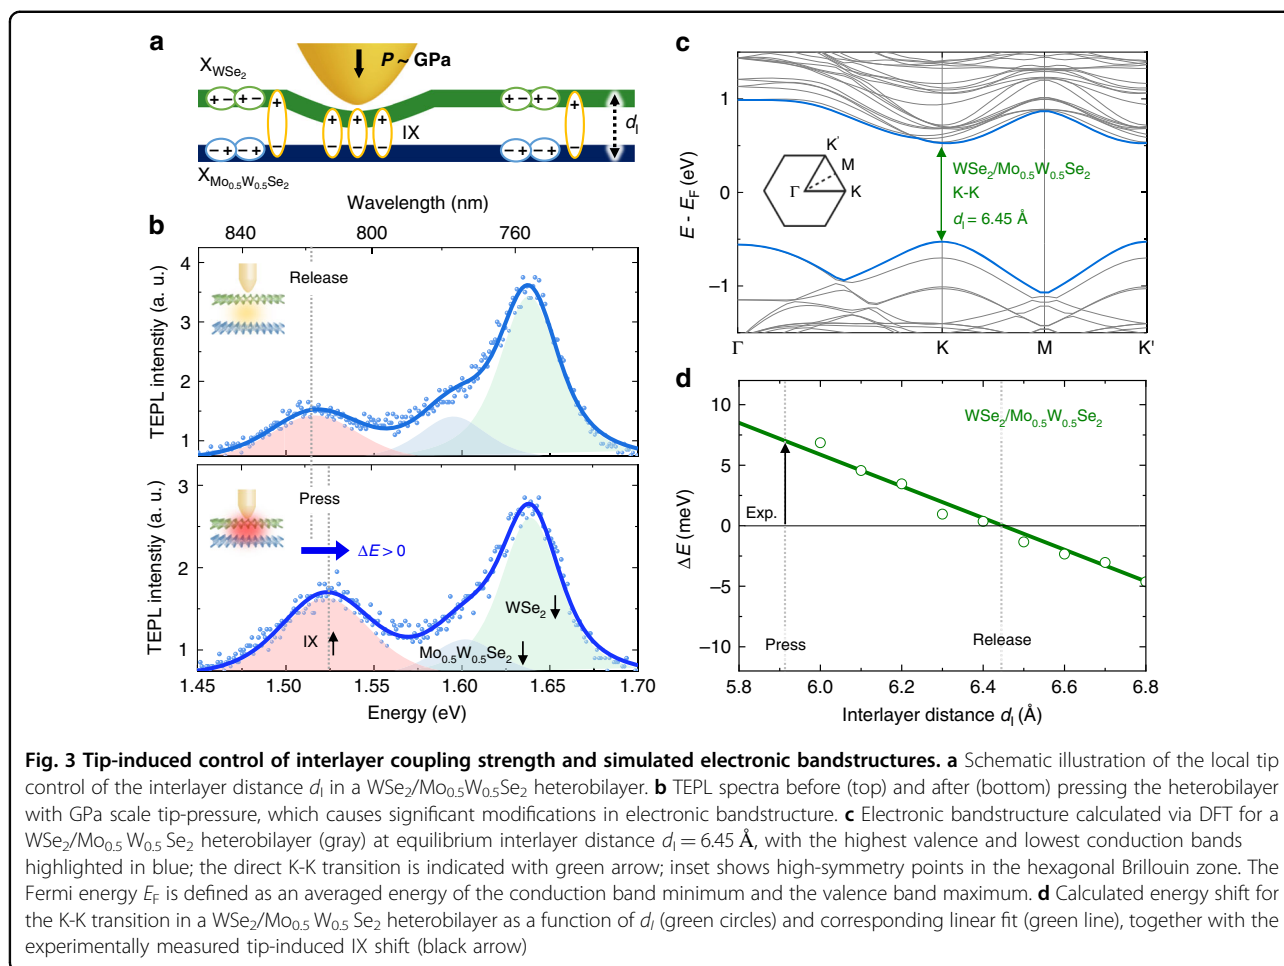 a
P ~ GPa
X_WSe₂
+ − + −
+
+ + +
+ − + −
+
IX
d_l
− + − +
−
− − −
− + − +
−
X_Mo₀.₅W₀.₅Se₂
b
Wavelength (nm)
840 800 760
4
3
2
1
TEPL intenstiy (a. u.)
Release
3
2
1
TEPL intenstiy (a. u.)
Press
ΔE > 0
IX
WSe₂
Mo₀.₅W₀.₅Se₂
1.45 1.50 1.55 1.60 1.65 1.70
Energy (eV)
c
1
0
−1
E - E_F (eV)
K'
M
Γ
K
WSe₂/Mo₀.₅W₀.₅Se₂
K-K
d_l = 6.45 Å
Γ K M K'
d
10
5
0
−5
−10
ΔE (meV)
WSe₂/Mo₀.₅W₀.₅Se₂
Exp.
Press
Release
5.8 6.0 6.2 6.4 6.6 6.8
Interlayer distance d_l (Å)
Fig. 3 Tip-induced control of interlayer coupling strength and simulated electronic bandstructures. a Schematic illustration of the local tip
control of the interlayer distance d_l in a WSe₂/Mo₀.₅W₀.₅Se₂ heterobilayer. b TEPL spectra before (top) and after (bottom) pressing the heterobilayer
with GPa scale tip-pressure, which causes significant modifications in electronic bandstructure. c Electronic bandstructure calculated via DFT for a
WSe₂/Mo₀.₅ W₀.₅ Se₂ heterobilayer (gray) at equilibrium interlayer distance d_l = 6.45 Å, with the highest valence and lowest conduction bands
highlighted in blue; the direct K-K transition is indicated with green arrow; inset shows high-symmetry points in the hexagonal Brillouin zone. The
Fermi energy E_F is defined as an averaged energy of the conduction band minimum and the valence band maximum. d Calculated energy shift for
the K-K transition in a WSe₂/Mo₀.₅ W₀.₅ Se₂ heterobilayer as a function of d_l (green circles) and corresponding linear fit (green line), together with the
experimentally measured tip-induced IX shift (black arrow)